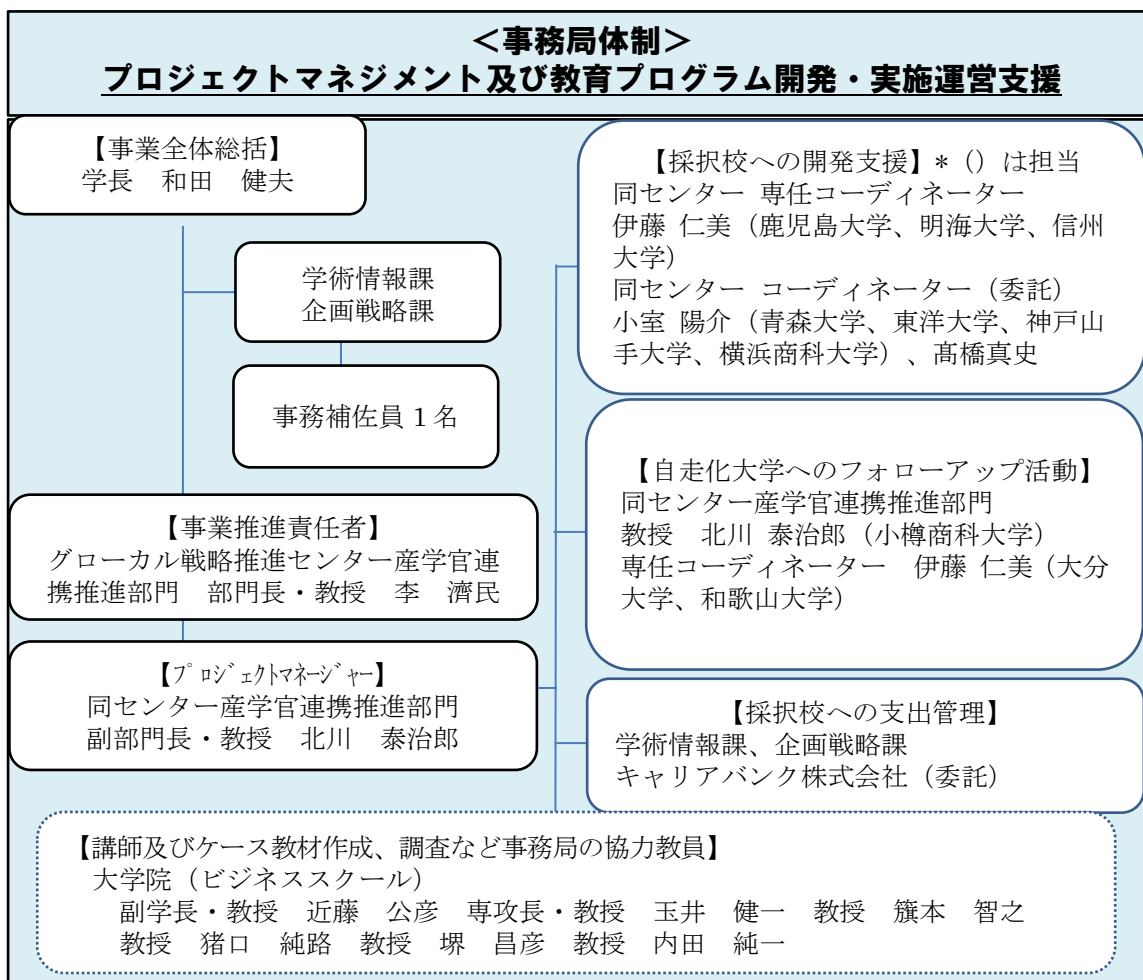 ＜事務局体制＞
プロジェクトマネジメント及び教育プログラム開発・実施運営支援
【事業全体総括】
学長　和田　健夫
学術情報課
企画戦略課
事務補佐員１名
【事業推進責任者】
グローカル戦略推進センター産学官連
携推進部門　部門長・教授　李　濟民
【ﾌﾟﾛｼﾞｪｸﾄﾏﾈｰｼﾞｬｰ】
同センター産学官連携推進部門
副部門長・教授　北川　泰治郎
【採択校への開発支援】＊（）は担当
同センター 専任コーディネーター
伊藤 仁美（鹿児島大学、明海大学、信州
大学）
同センター コーディネーター（委託）
小室 陽介（青森大学、東洋大学、神戸山
手大学、横浜商科大学）、髙橋真史
【自走化大学へのフォローアップ活動】
同センター産学官連携推進部門
教授　北川 泰治郎（小樽商科大学）
専任コーディネーター　伊藤 仁美（大分
大学、和歌山大学）
【採択校への支出管理】
学術情報課、企画戦略課
キャリアバンク株式会社（委託）
【講師及びケース教材作成、調査など事務局の協力教員】
大学院（ビジネススクール）
副学長・教授　近藤　公彦　専攻長・教授　玉井　健一　教授　籏本　智之
教授　猪口　純路　教授　堺　昌彦　教授　内田　純一